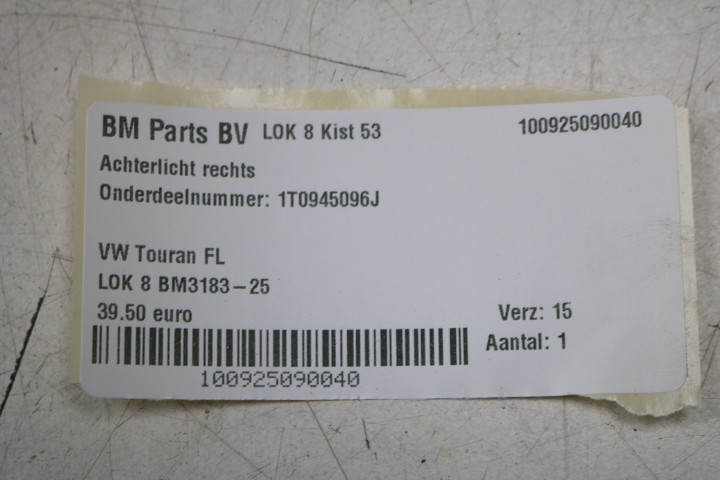 BM Parts BV LOK 8 Kist 53 100925090040
Achterlicht rechts
Onderdeelnummer: 1T0945096J
VW Touran FL
LOK 8 BM3183-25
39.50 euro Verz: 15
Aantal: 1
100925090040